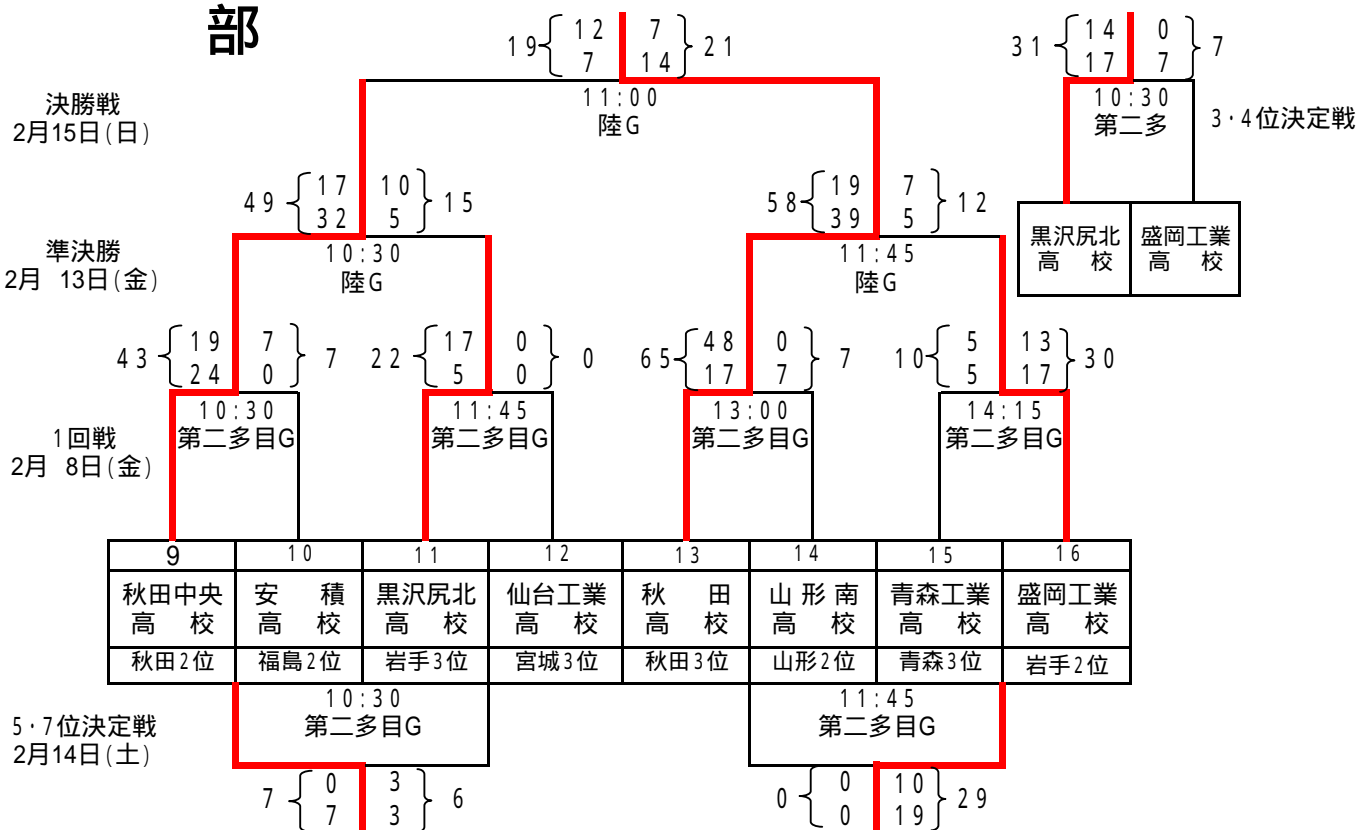 部
19 12 7 21
7 14
11:00
陸G
31 14 0 7
17 7
10:30
第二多
3・4位決定戦
決勝戦
2月15日(日)
黒沢尻北
高 校
盛岡工業
高 校
49 17 10 15
32 5
10:30
陸G
58 19 7 12
39 5
11:45
陸G
準決勝
2月 13日(金)
43 19 7 7
24 0
10:30
第二多目G
22 17 0 0
5 0
11:45
第二多目G
65 48 0 7
17 7
13:00
第二多目G
10 5 13 30
5 17
14:15
第二多目G
1回戦
2月 8日(金)
9 10 11 12 13 14 15 16
秋田中央 安 積 黒沢尻北 仙台工業 秋 田 山形南 青森工業 盛岡工業
高 校 高 校 高 校 高 校 高 校 高 校 高 校 高 校
秋田2位 福島2位 岩手3位 宮城3位 秋田3位 山形2位 青森3位 岩手2位
10:30
第二多目G
11:45
第二多目G
5・7位決定戦
2月14日(土)
7 0 3 6
7 3
0 0 10 29
0 19